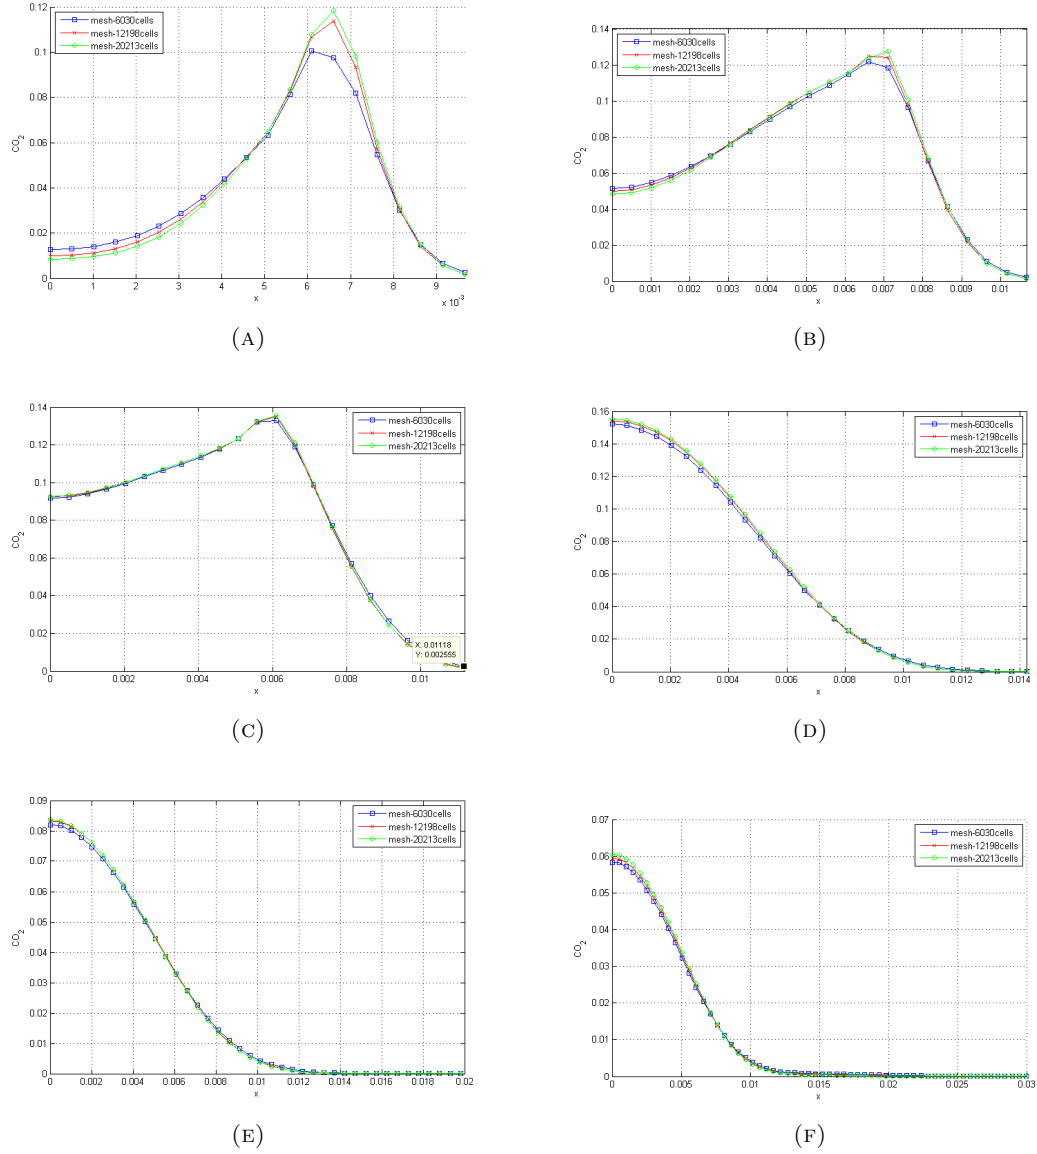 0.12
mesh-6030cells
mesh-12198cells
mesh-20213cells
0.1
0.08
0.06
0.04
0.02
0
CO2
0 1 2 3 4 5 6 7 8 9
x
x 10-3
(A)
0.14
mesh-6030cells
mesh-12198cells
mesh-20213cells
0.12
0.1
0.08
0.06
0.04
0.02
0
CO2
0 0.001 0.002 0.003 0.004 0.005 0.006 0.007 0.008 0.009 0.01
x
(B)
0.14
mesh-6030cells
mesh-12198cells
mesh-20213cells
0.12
0.1
0.08
0.06
0.04
0.02
0
CO2
X: 0.01118
Y: 0.002555
0 0.002 0.004 0.006 0.008 0.01
x
(C)
0.16
mesh-6030cells
mesh-12198cells
mesh-20213cells
0.14
0.12
0.1
0.08
0.06
0.04
0.02
0
CO2
0 0.002 0.004 0.006 0.008 0.01 0.012 0.014
x
(D)
0.09
mesh-6030cells
mesh-12198cells
mesh-20213cells
0.08
0.07
0.06
0.05
0.04
0.03
0.02
0.01
0
CO2
0 0.002 0.004 0.006 0.008 0.01 0.012 0.014 0.016 0.018 0.02
x
(E)
0.07
mesh-6030cells
mesh-12198cells
mesh-20213cells
0.06
0.05
0.04
0.03
0.02
0.01
0
CO2
0 0.005 0.01 0.015 0.02 0.025 0.03
x
(F)